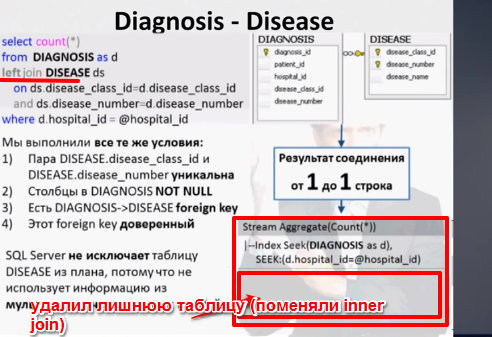 Diagnosis - Disease
select count(*)
from DIAGNOSIS as d
left join DISEASE ds
on ds.disease_class_id=d.disease_class_id
and ds.disease_number=d.disease_number
where d.hospital_id = @hospital_id
DIAGNOSIS
diagnosis_id
patient_id
hospital_id
disease_class_id
disease_number
DISEASE
disease_class_id
disease_number
disease_name
Мы выполнили все те же условия:
1) Пара DISEASE.disease_class_id и
DISEASE.disease_number уникальна
2) Столбцы в DIAGNOSIS NOT NULL
3) Есть DIAGNOSIS->DISEASE foreign key
4) Этот foreign key доверенный
SQL Server не исключает таблицу
DISEASE из плана, потому что не
использует информацию из
Результат соединения
от 1 до 1 строка
Stream Aggregate(Count(*))
|--Index Seek(DIAGNOSIS as d),
SEEK:(d.hospital_id=@hospital_id)
удалил лишнюю таблицу (поменяли inner
join)